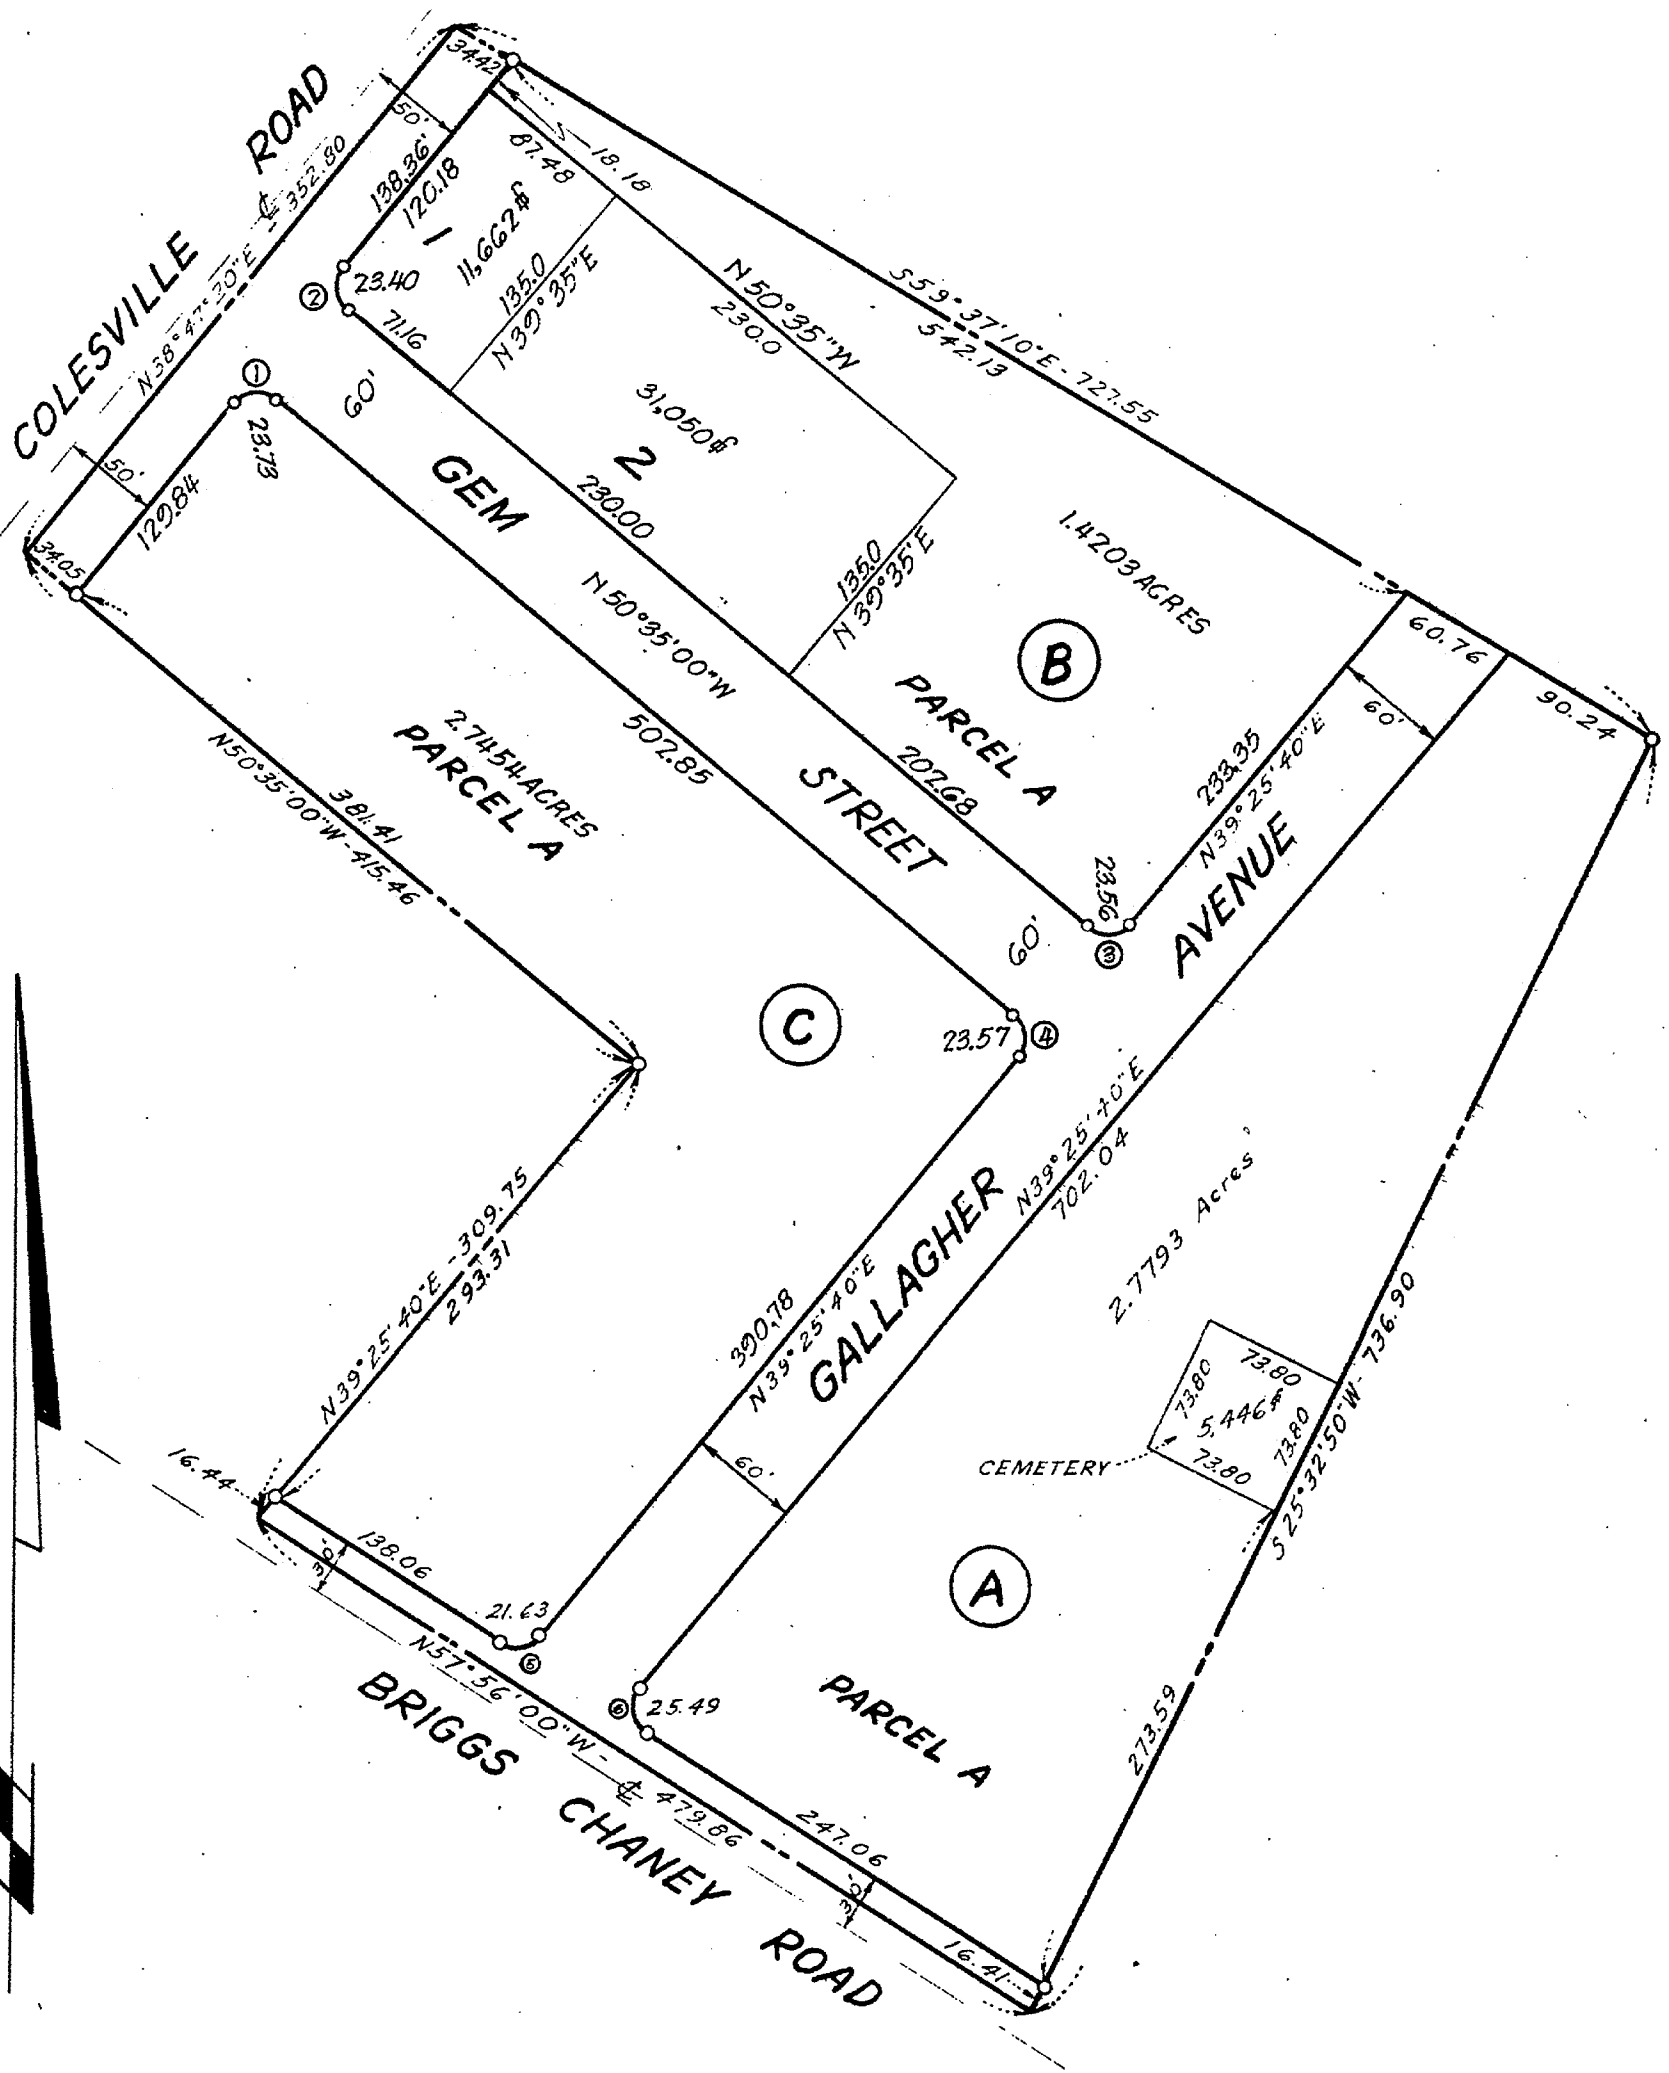 COLESVILLE ROAD
N38°47'30"E - ℄ 352.80
34.42
50'
138.36'
120.18
1
11,662
87.48
18.18
23.40
②
71.16
135.0
N39°35"E
N50°35"W
230.0
S59°37'10"E - 727.55
542.13
31,050
2
230.00
135.0
N39°35'E
1.4203 ACRES
B
PARCEL A
202.68
60.76
60'
90.24
233.35
N39°25'40"E
23.56
③
①
23.73
60'
50'
129.84
34.05
GEM STREET
N50°35'00"W
502.85
60'
2.7454 ACRES
PARCEL A
381.41
N50°35'00"W - 415.46
C
23.57
④
GALLAGHER AVENUE
N39°25'40"E
702.04
N39°25'40"E - 309.75
293.31
390.78
N39°25'40"E
60'
2.7793 Acres
73.80
73.80
5,446
73.80
73.80
CEMETERY
S25°32'50"W - 736.90
16.44
138.06
30'
21.63
⑤
A
PARCEL A
⑥
25.49
273.59
N57°56'00"W - ℄ 479.86
247.06
30'
16.41
BRIGGS CHANEY ROAD